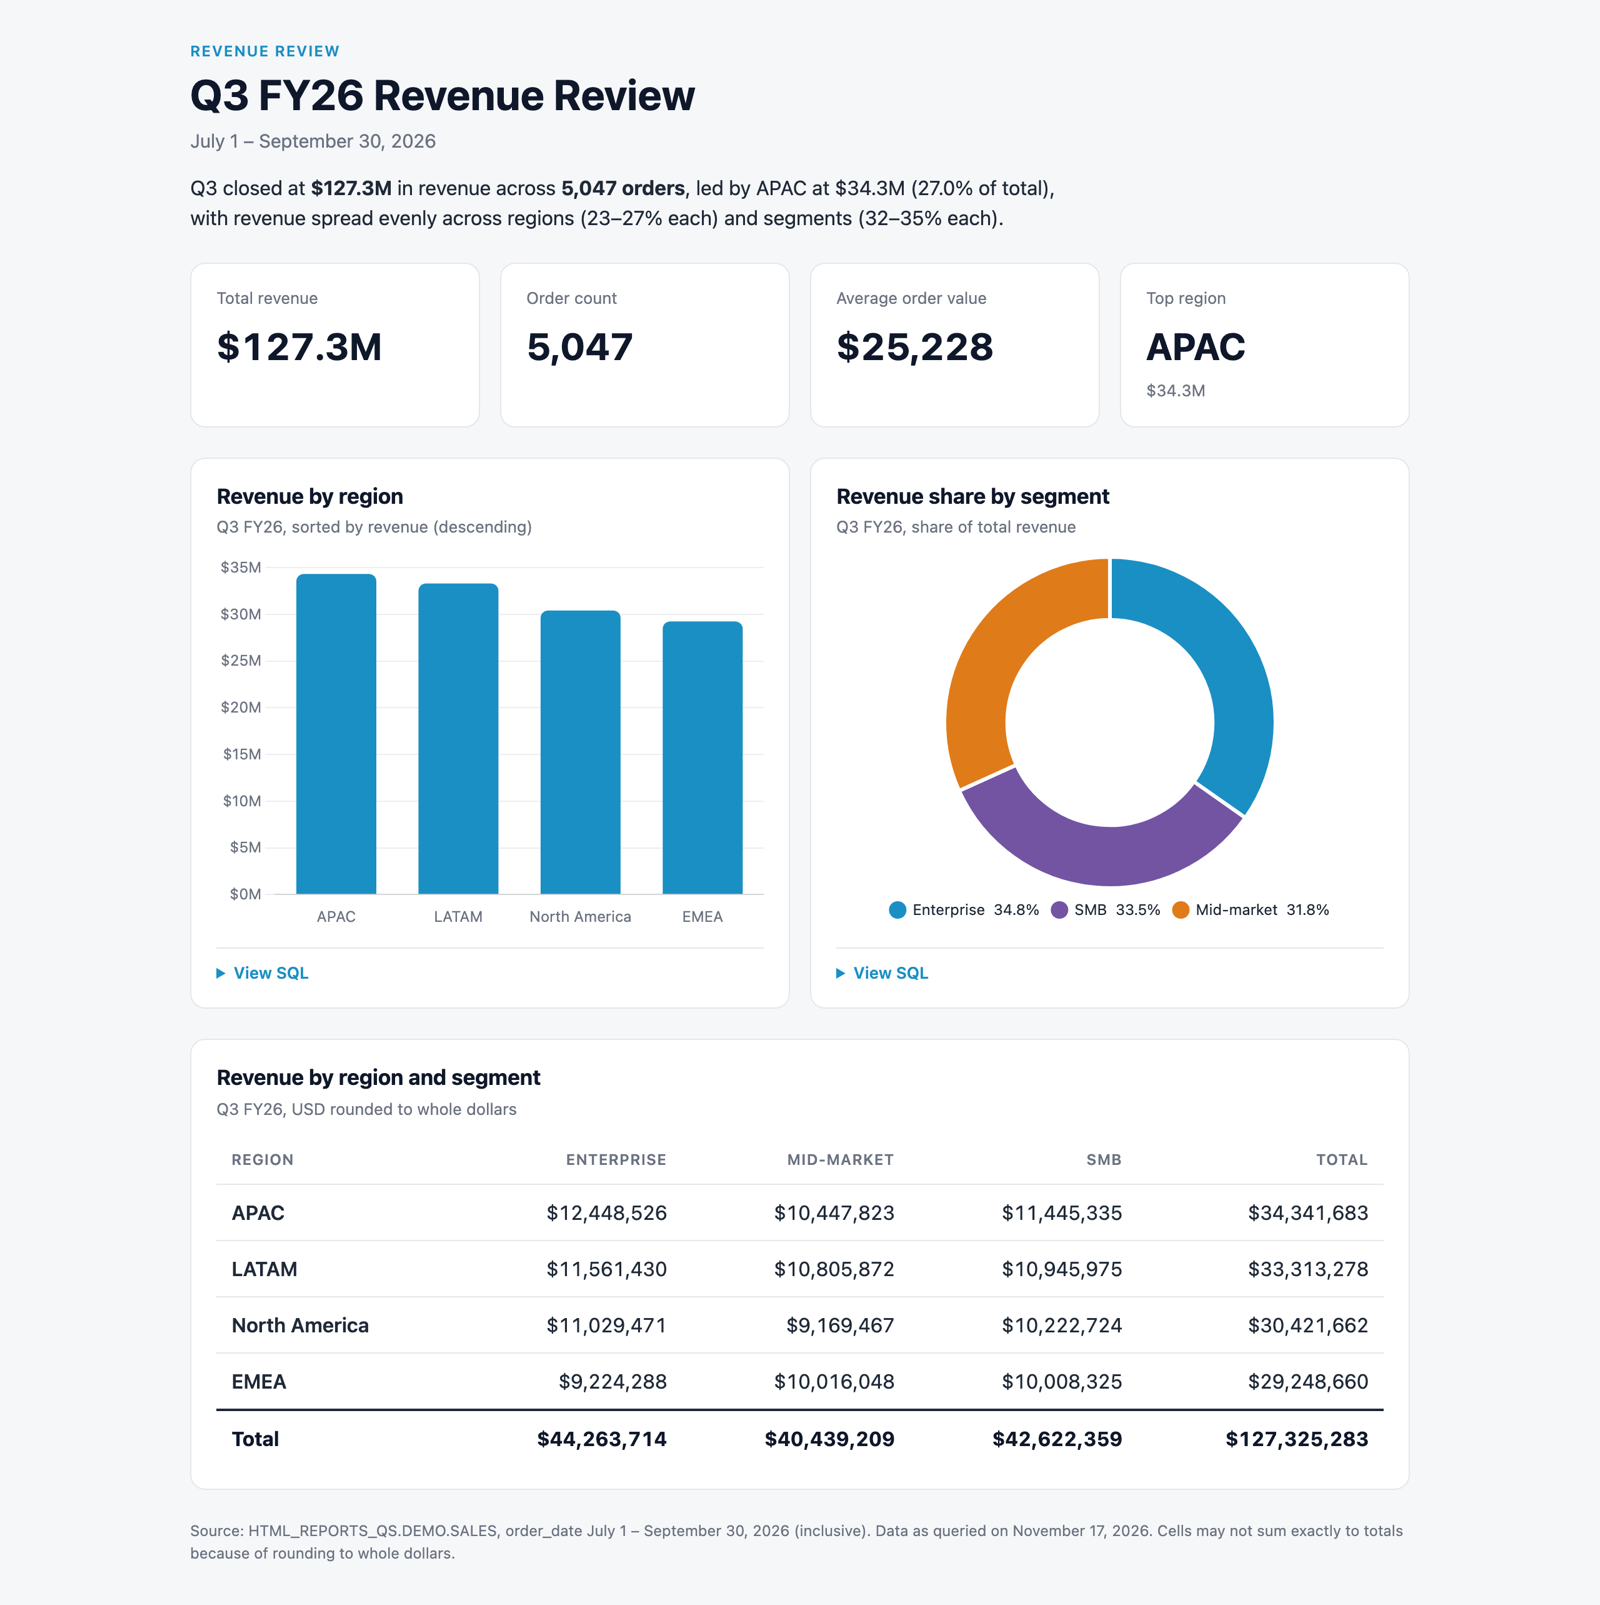 REVENUE REVIEW
Q3 FY26 Revenue Review
July 1 – September 30, 2026
Q3 closed at $127.3M in revenue across 5,047 orders, led by APAC at $34.3M (27.0% of total),
with revenue spread evenly across regions (23–27% each) and segments (32–35% each).
Total revenue
$127.3M
Order count
5,047
Average order value
$25,228
Top region
APAC
$34.3M
Revenue by region
Q3 FY26, sorted by revenue (descending)
$35M
$30M
$25M
$20M
$15M
$10M
$5M
$0M
APAC LATAM North America EMEA
▶ View SQL
Revenue share by segment
Q3 FY26, share of total revenue
Enterprise 34.8% SMB 33.5% Mid-market 31.8%
▶ View SQL
Revenue by region and segment
Q3 FY26, USD rounded to whole dollars
REGION ENTERPRISE MID-MARKET SMB TOTAL
APAC $12,448,526 $10,447,823 $11,445,335 $34,341,683
LATAM $11,561,430 $10,805,872 $10,945,975 $33,313,278
North America $11,029,471 $9,169,467 $10,222,724 $30,421,662
EMEA $9,224,288 $10,016,048 $10,008,325 $29,248,660
Total $44,263,714 $40,439,209 $42,622,359 $127,325,283
Source: HTML_REPORTS_QS.DEMO.SALES, order_date July 1 – September 30, 2026 (inclusive). Data as queried on November 17, 2026. Cells may not sum exactly to totals
because of rounding to whole dollars.